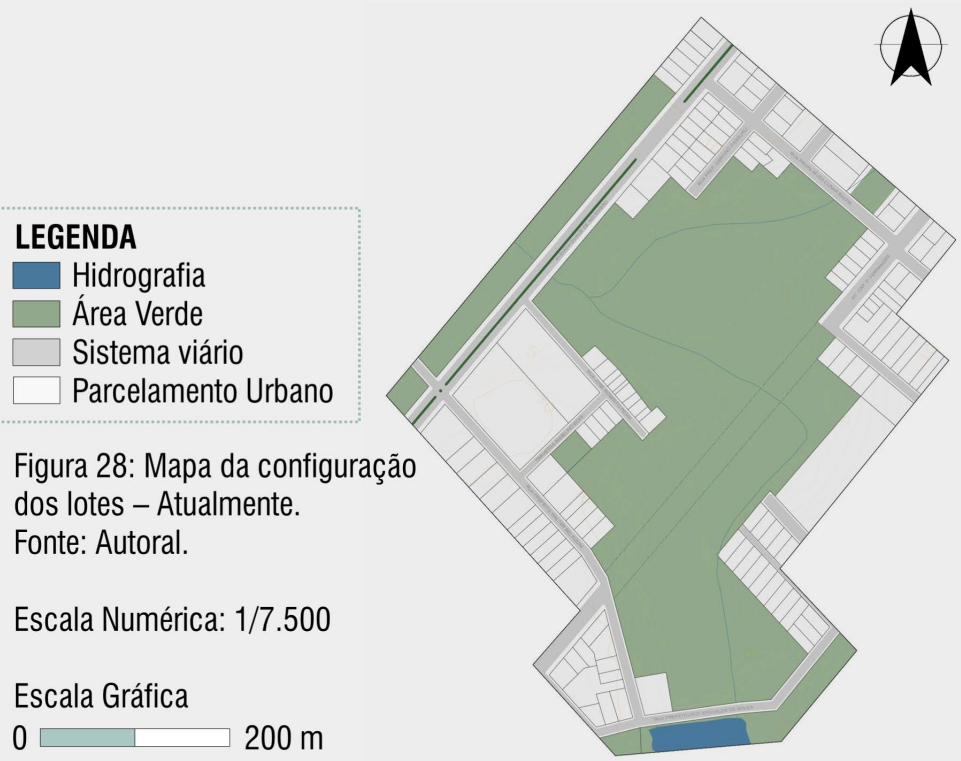 LEGENDA
Hidrografia
Área Verde
Sistema viário
Parcelamento Urbano
Figura 28: Mapa da configuração
dos lotes – Atualmente.
Fonte: Autoral.
Escala Numérica: 1/7.500
Escala Gráfica
0 200 m